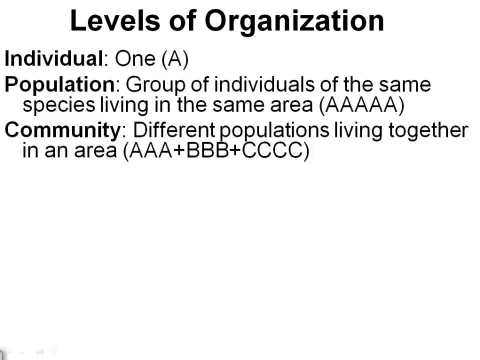 Levels of Organization
Individual: One (A)
Population: Group of individuals of the same
species living in the same area (AAAAA)
Community: Different populations living together
in an area (AAA+BBB+CCCC)